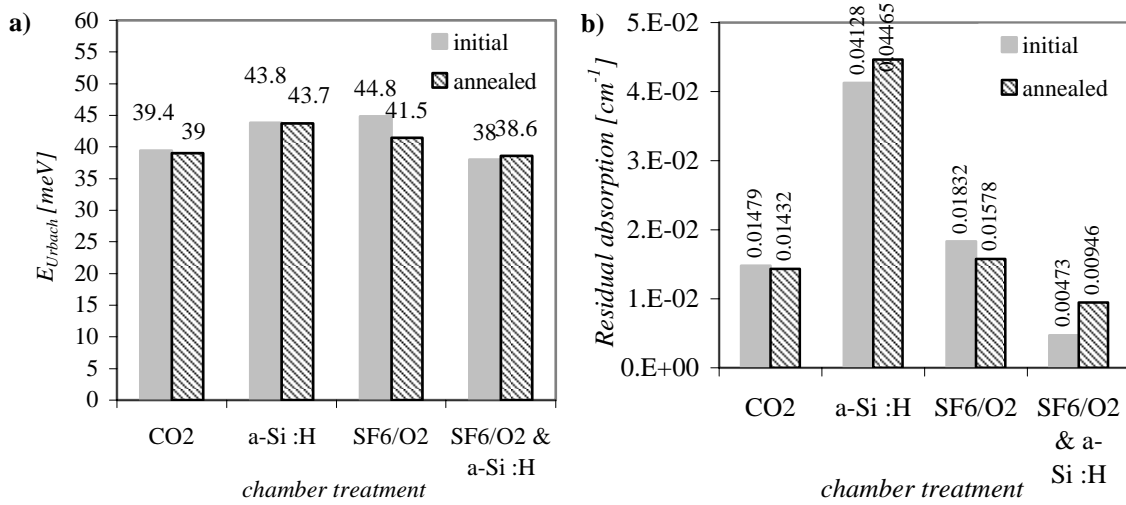 a)
60
55
50
45
40
35
30
25
20
15
10
5
0
E_Urbach [meV]
initial
annealed
39.4
39
43.8
43.7
44.8
41.5
38
38.6
CO2
a-Si :H
SF6/O2
SF6/O2 &
a-Si :H
chamber treatment
b)
5.E-02
4.E-02
3.E-02
2.E-02
1.E-02
0.E+00
Residual absorption [cm⁻¹]
initial
annealed
0.01479
0.01432
0.04128
0.04465
0.01832
0.01578
0.00473
0.00946
CO2
a-Si :H
SF6/O2
SF6/O2
& a-
Si :H
chamber treatment